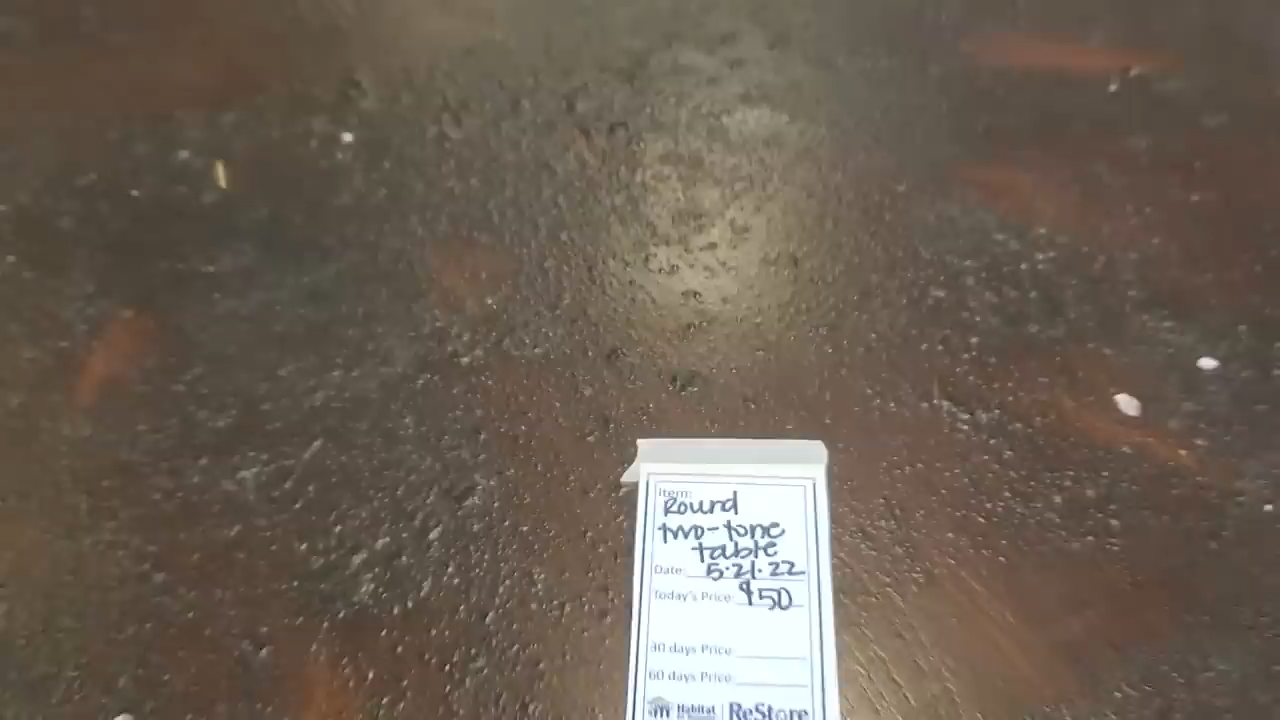 Item:
Round
two-tone
table
Date: 5.21.22
Today's Price: $50
30 days Price
60 days Price
Habitat ReStore